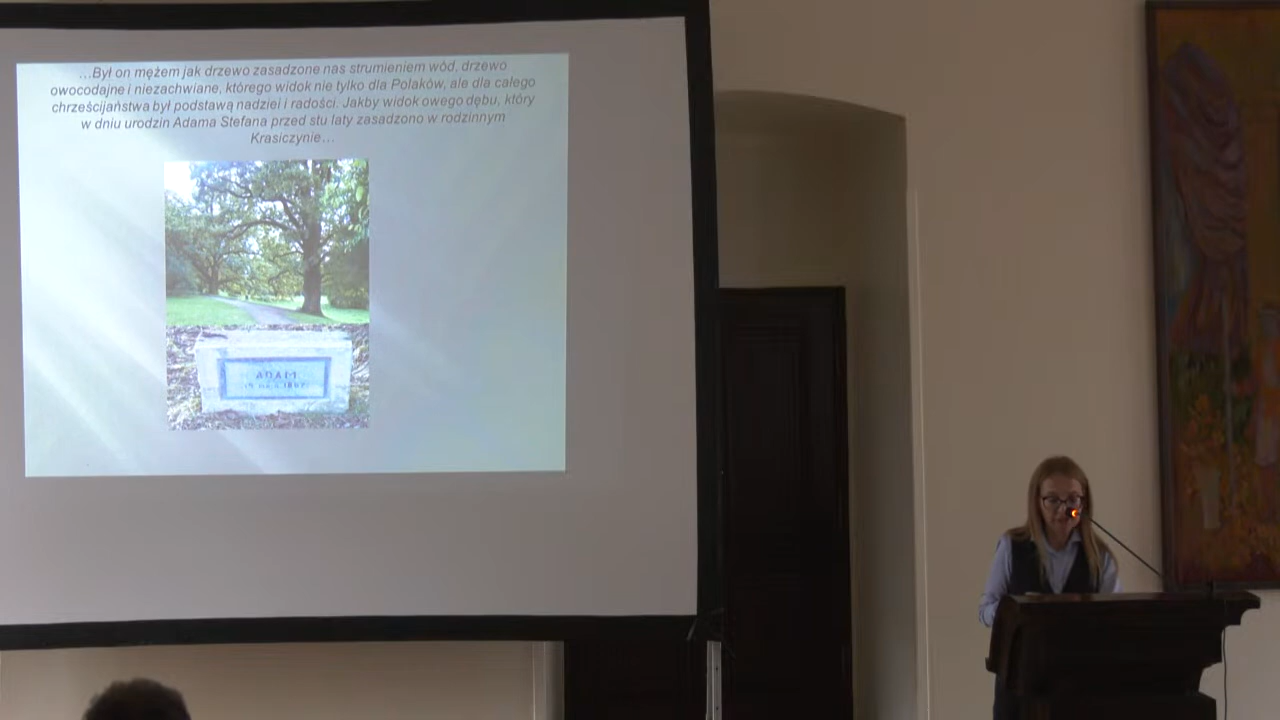 …Był on mężem jak drzewo zasadzone nas strumieniem wód, drzewo
owocodajne i niezachwiane, którego widok nie tylko dla Polaków, ale dla całego
chrześcijaństwa był podstawą nadziei i radości. Jakby widok owego dębu, który
w dniu urodzin Adama Stefana przed stu laty zasadzono w rodzinnym
Krasiczynie…
ADAM
1867